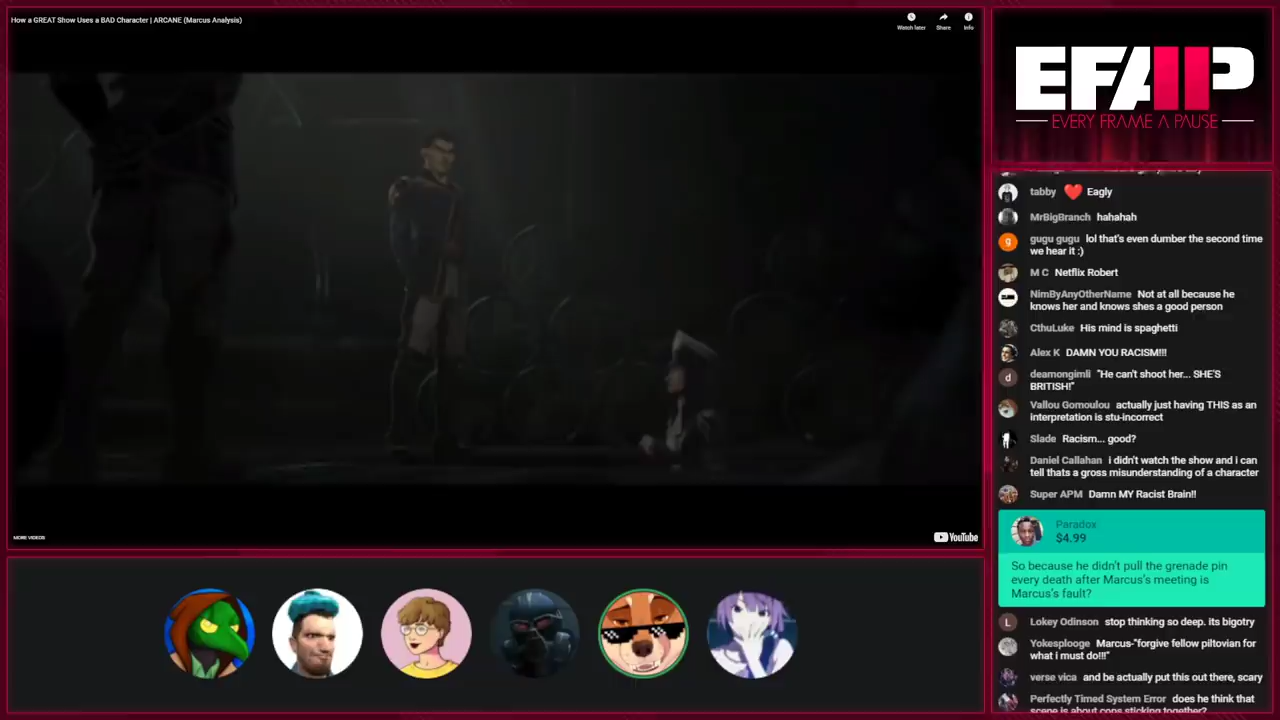 How a GREAT Show Uses a BAD Character | ARCANE (Marcus Analysis)
Watch later
Share
Info
MORE VIDEOS
YouTube
EFAP
EVERY FRAME A PAUSE
tabby ❤️ Eagly
MrBigBranch hahahah
gugu gugu lol that's even dumber the second time
we hear it :)
M C Netflix Robert
NimByAnyOtherName Not at all because he
knows her and knows shes a good person
CthuLuke His mind is spaghetti
Alex K DAMN YOU RACISM!!!
deamongimli "He can't shoot her... SHE'S
BRITISH!"
Vallou Gomoulou actually just having THIS as an
interpretation is stu-incorrect
Slade Racism... good?
Daniel Callahan i didn't watch the show and i can
tell thats a gross misunderstanding of a character
Super APM Damn MY Racist Brain!!
Paradox
$4.99
So because he didn't pull the grenade pin
every death after Marcus's meeting is
Marcus's fault?
Lokey Odinson stop thinking so deep. its bigotry
Yokesplooge Marcus-"forgive fellow piltovian for
what i must do!!!"
verse vica and be actually put this out there, scary
Perfectly Timed System Error does he think that
scene is about cops sticking together?